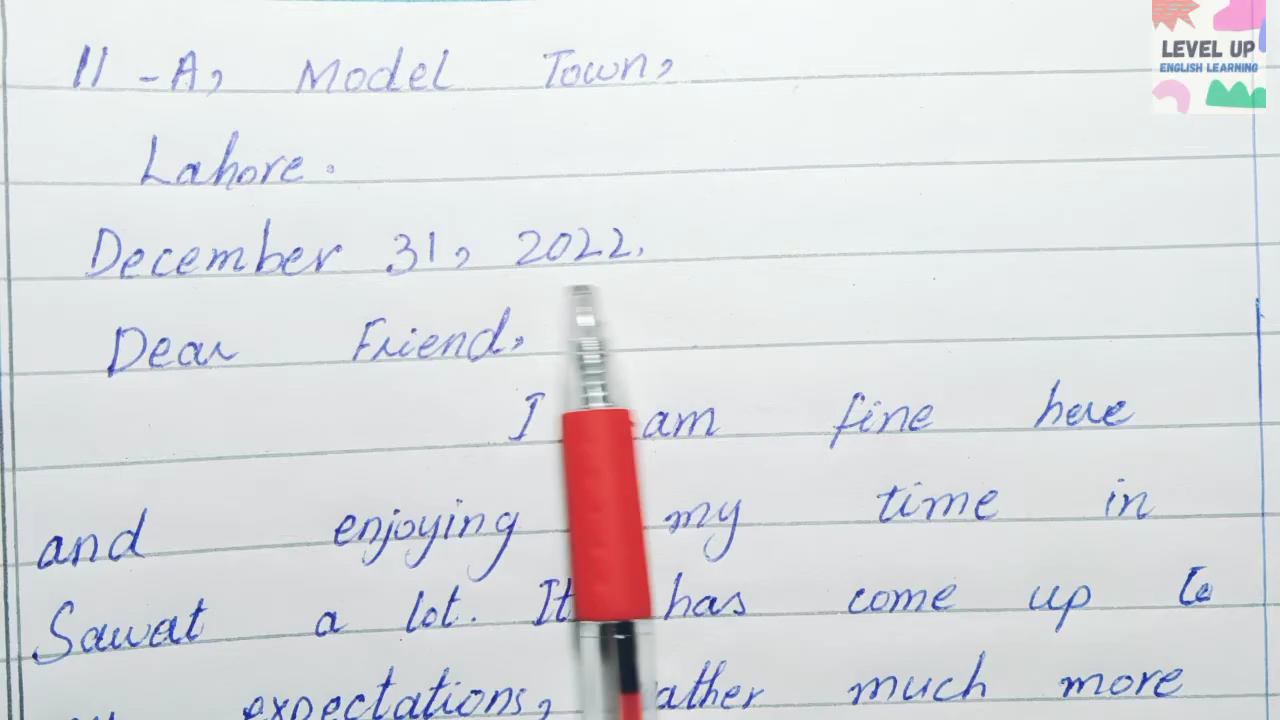 11-A, Model Town,
Lahore.
December 31, 2022.
Dear Friend,
I am fine here
and enjoying my time in
Sawat a lot. It has come up to
expectations, rather much more
LEVEL UP
ENGLISH LEARNING